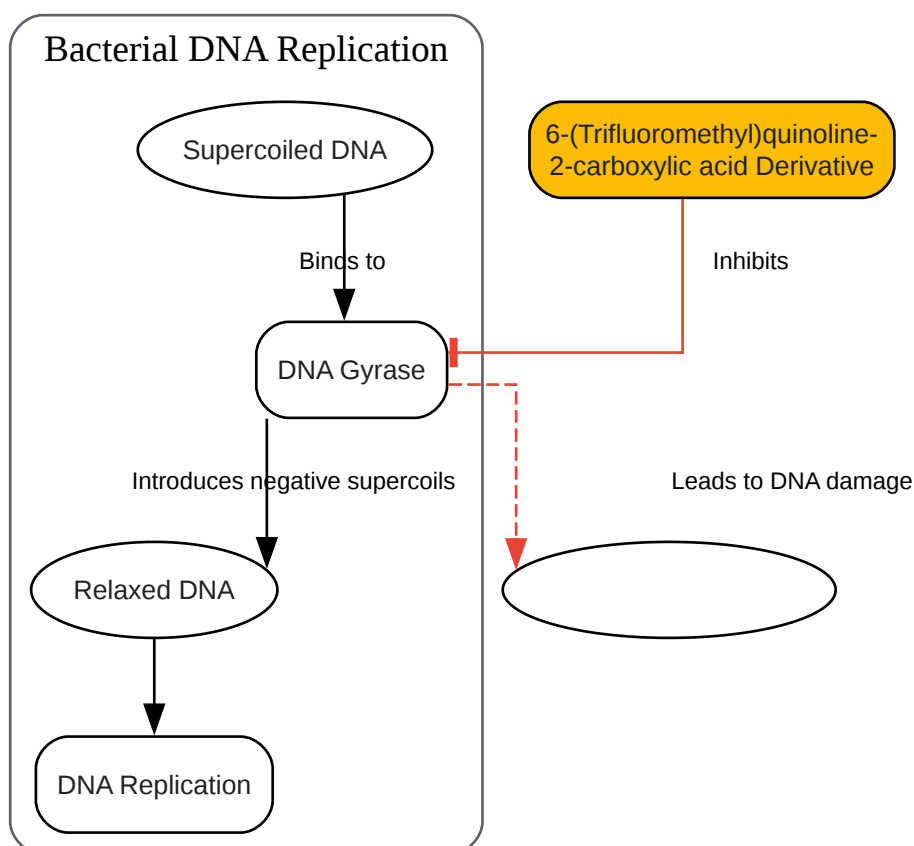 Bacterial DNA Replication
Supercoiled DNA
6-(Trifluoromethyl)quinoline-
2-carboxylic acid Derivative
Binds to
Inhibits
DNA Gyrase
Introduces negative supercoils
Leads to DNA damage
Relaxed DNA
DNA Replication